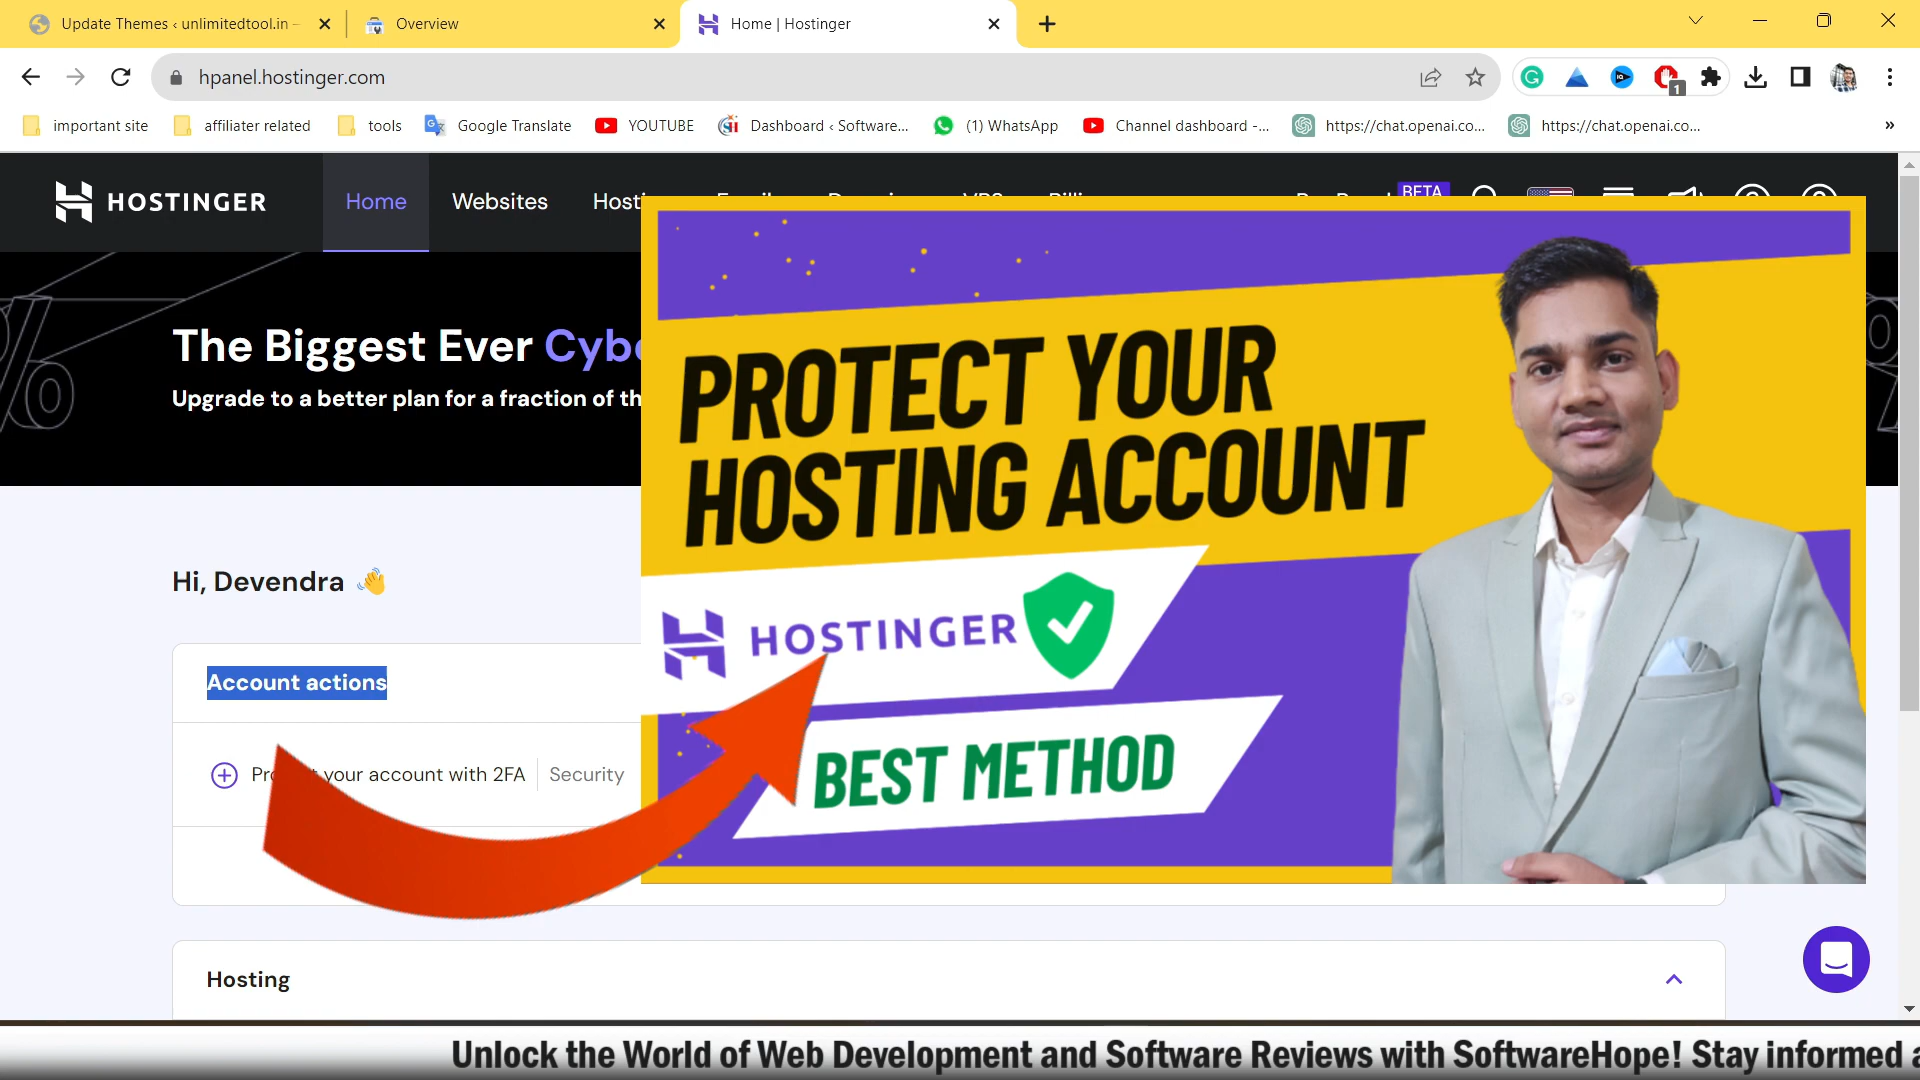 Update Themes ‹ unlimitedtool.in –
Overview
Home | Hostinger
hpanel.hostinger.com
1
important site
affiliater related
tools
Google Translate
YOUTUBE
Dashboard ‹ Software...
(1) WhatsApp
Channel dashboard -...
https://chat.openai.co...
https://chat.openai.co...
»
HOSTINGER
Home
Websites
BETA
The Biggest Ever
Upgrade to a better plan for a fraction of
PROTECT YOUR
HOSTING ACCOUNT
HOSTINGER
BEST METHOD
Hi, Devendra
Account actions
your account with 2FA
Security
Hosting
Unlock the World of Web Development and Software Reviews with SoftwareHope! Stay informed